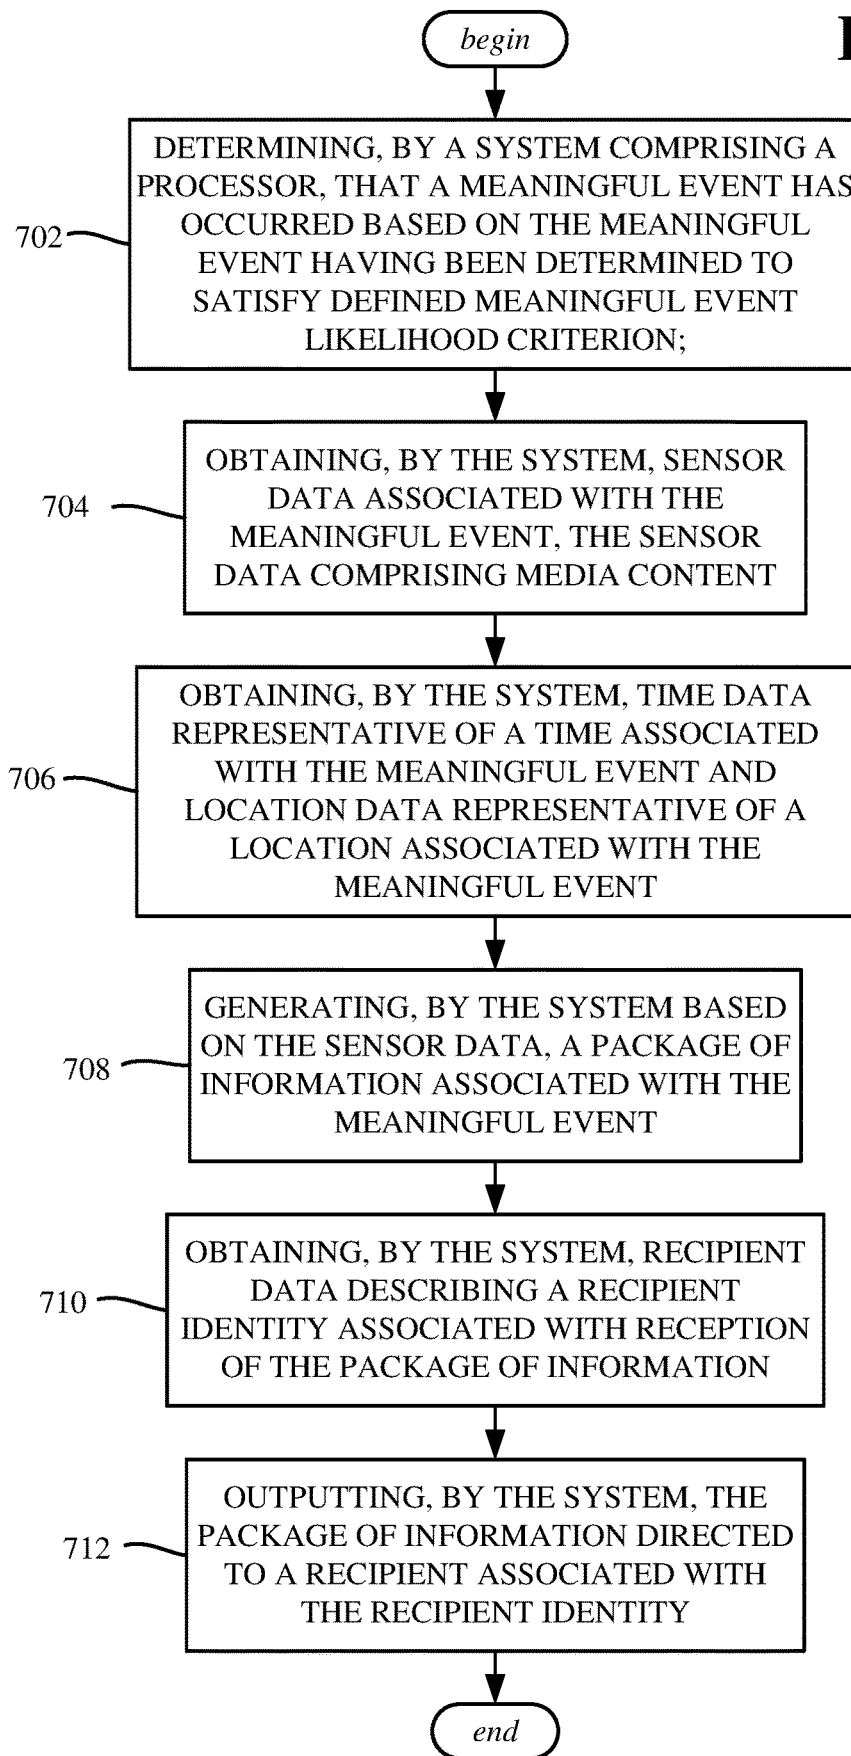 begin
DETERMINING, BY A SYSTEM COMPRISING A
PROCESSOR, THAT A MEANINGFUL EVENT HAS
OCCURRED BASED ON THE MEANINGFUL
EVENT HAVING BEEN DETERMINED TO
SATISFY DEFINED MEANINGFUL EVENT
LIKELIHOOD CRITERION;
702
OBTAINING, BY THE SYSTEM, SENSOR
DATA ASSOCIATED WITH THE
MEANINGFUL EVENT, THE SENSOR
DATA COMPRISING MEDIA CONTENT
704
OBTAINING, BY THE SYSTEM, TIME DATA
REPRESENTATIVE OF A TIME ASSOCIATED
WITH THE MEANINGFUL EVENT AND
LOCATION DATA REPRESENTATIVE OF A
LOCATION ASSOCIATED WITH THE
MEANINGFUL EVENT
706
GENERATING, BY THE SYSTEM BASED
ON THE SENSOR DATA, A PACKAGE OF
INFORMATION ASSOCIATED WITH THE
MEANINGFUL EVENT
708
OBTAINING, BY THE SYSTEM, RECIPIENT
DATA DESCRIBING A RECIPIENT
IDENTITY ASSOCIATED WITH RECEPTION
OF THE PACKAGE OF INFORMATION
710
OUTPUTTING, BY THE SYSTEM, THE
PACKAGE OF INFORMATION DIRECTED
TO A RECIPIENT ASSOCIATED WITH
THE RECIPIENT IDENTITY
712
end